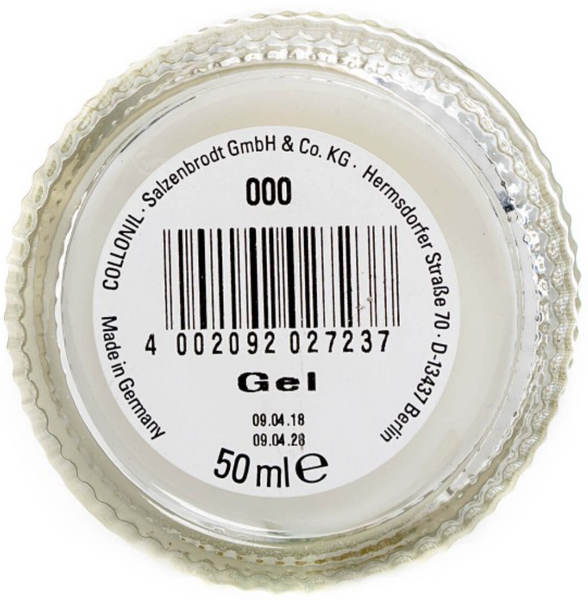 COLLONIL · Salzenbrodt GmbH & Co. KG · Hermsdorfer Straße 70 · D-13437 Berlin
000
4 002092 027237
Gel
09.04.18
09.04.28
50 ml e
Made in Germany